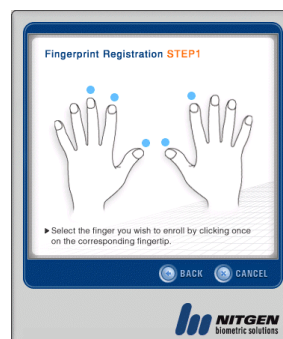 Fingerprint Registration STEP1
Select the finger you wish to enroll by clicking once
on the corresponding fingertip.
BACK
CANCEL
NITGEN
biometric solutions